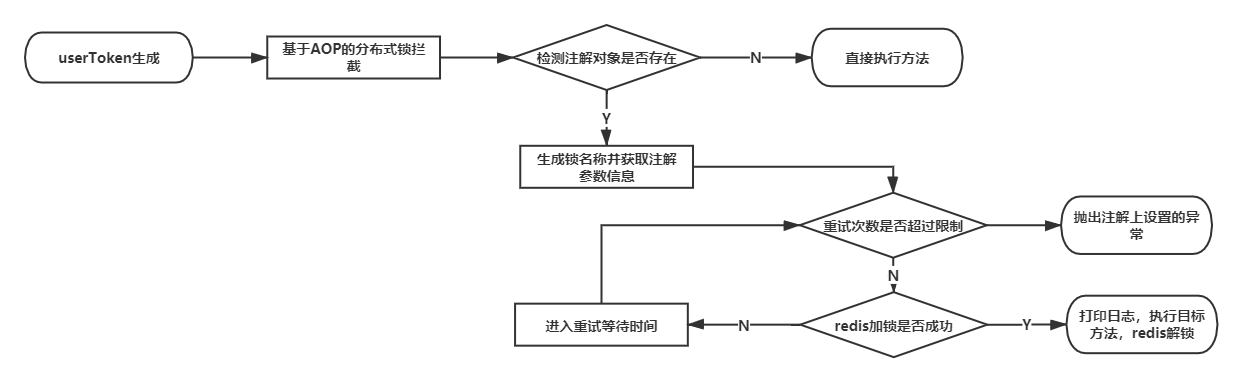 userToken生成
基于AOP的分布式锁拦
截
检测注解对象是否存在
N
直接执行方法
Y
生成锁名称并获取注解
参数信息
重试次数是否超过限制
抛出注解上设置的异
常
N
进入重试等待时间
N
redis加锁是否成功
Y
打印日志，执行目标
方法，redis解锁